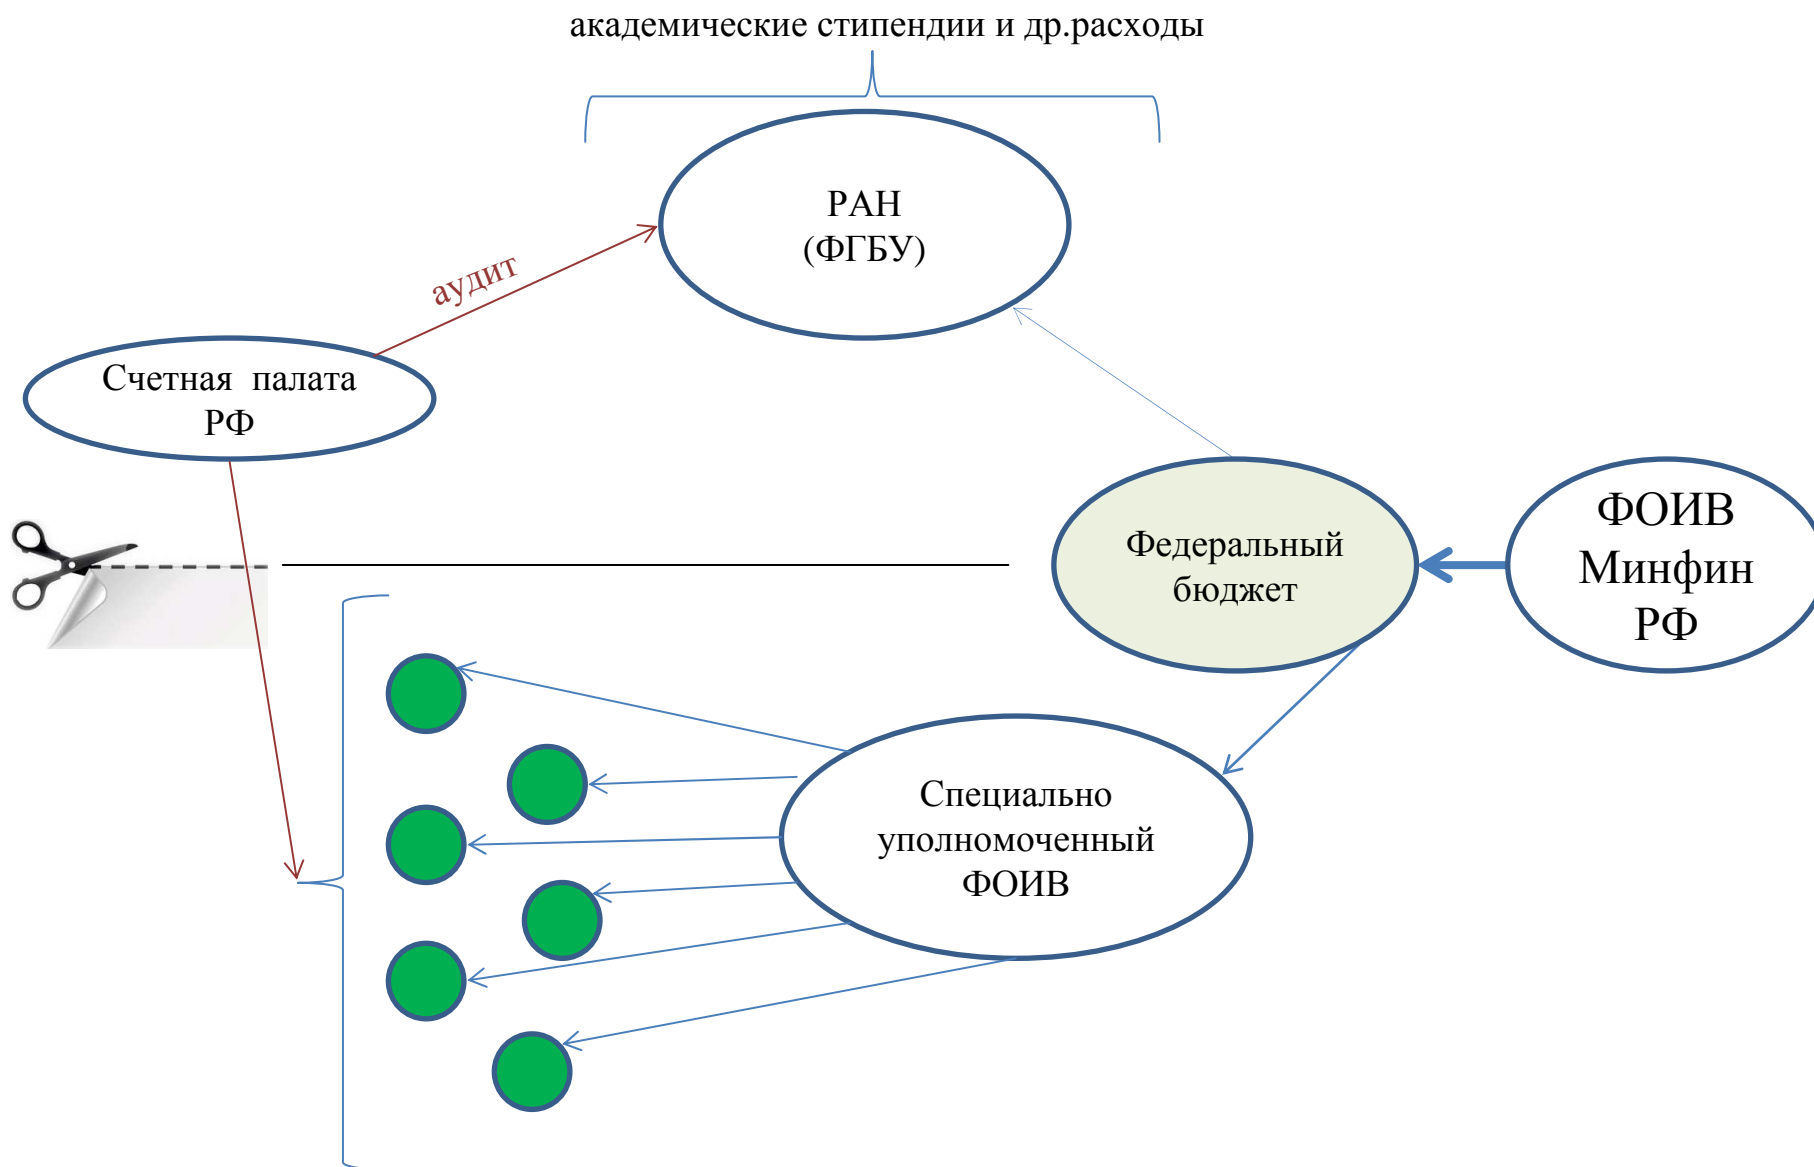 академические стипендии и др.расходы
РАН
(ФГБУ)
аудит
Счетная палата
РФ
Федеральный
бюджет
ФОИВ
Минфин
РФ
Специально
уполномоченный
ФОИВ